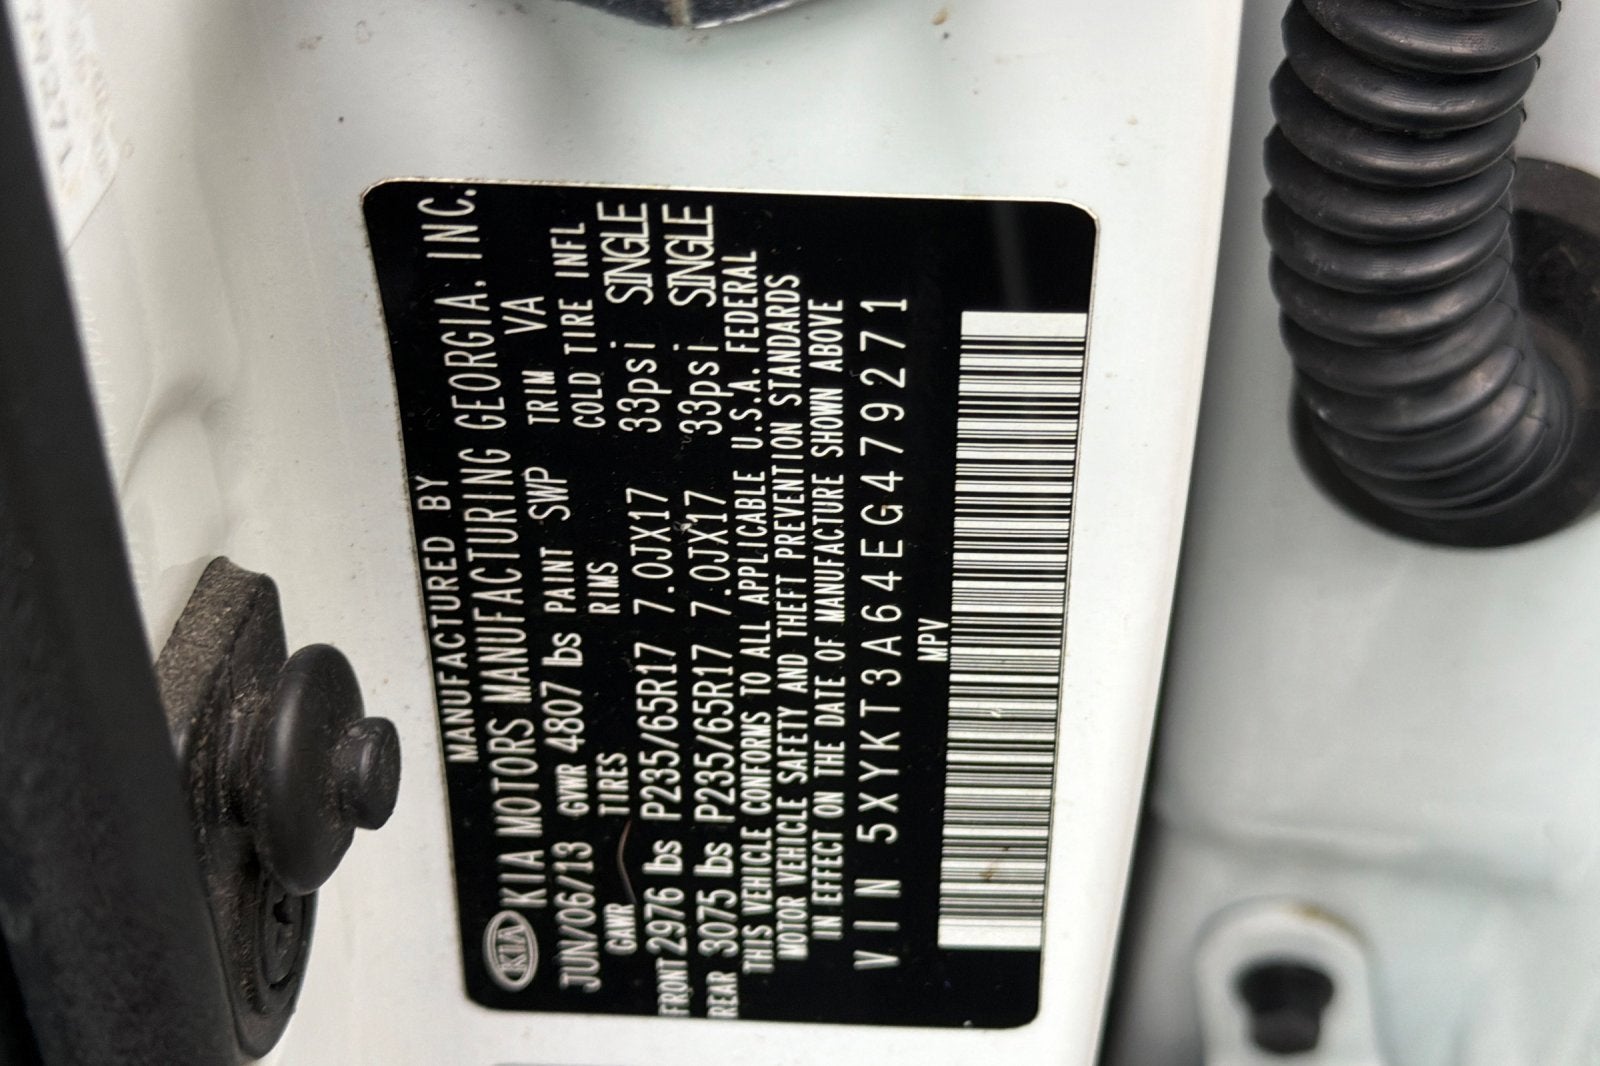 MANUFACTURED BY
KIA KIA MOTORS MANUFACTURING GEORGIA, INC.
JUN/06/13 GVWR 4807 lbs PAINT SWP TRIM VA
GAWR TIRES RIMS COLD TIRE INFL
FRONT 2976 lbs P235/65R17 7.0JX17 33psi SINGLE
REAR 3075 lbs P235/65R17 7.0JX17 33psi SINGLE
THIS VEHICLE CONFORMS TO ALL APPLICABLE U.S.A. FEDERAL
MOTOR VEHICLE SAFETY AND THEFT PREVENTION STANDARDS
IN EFFECT ON THE DATE OF MANUFACTURE SHOWN ABOVE
VIN 5XYKT3A64EG479271
MPV